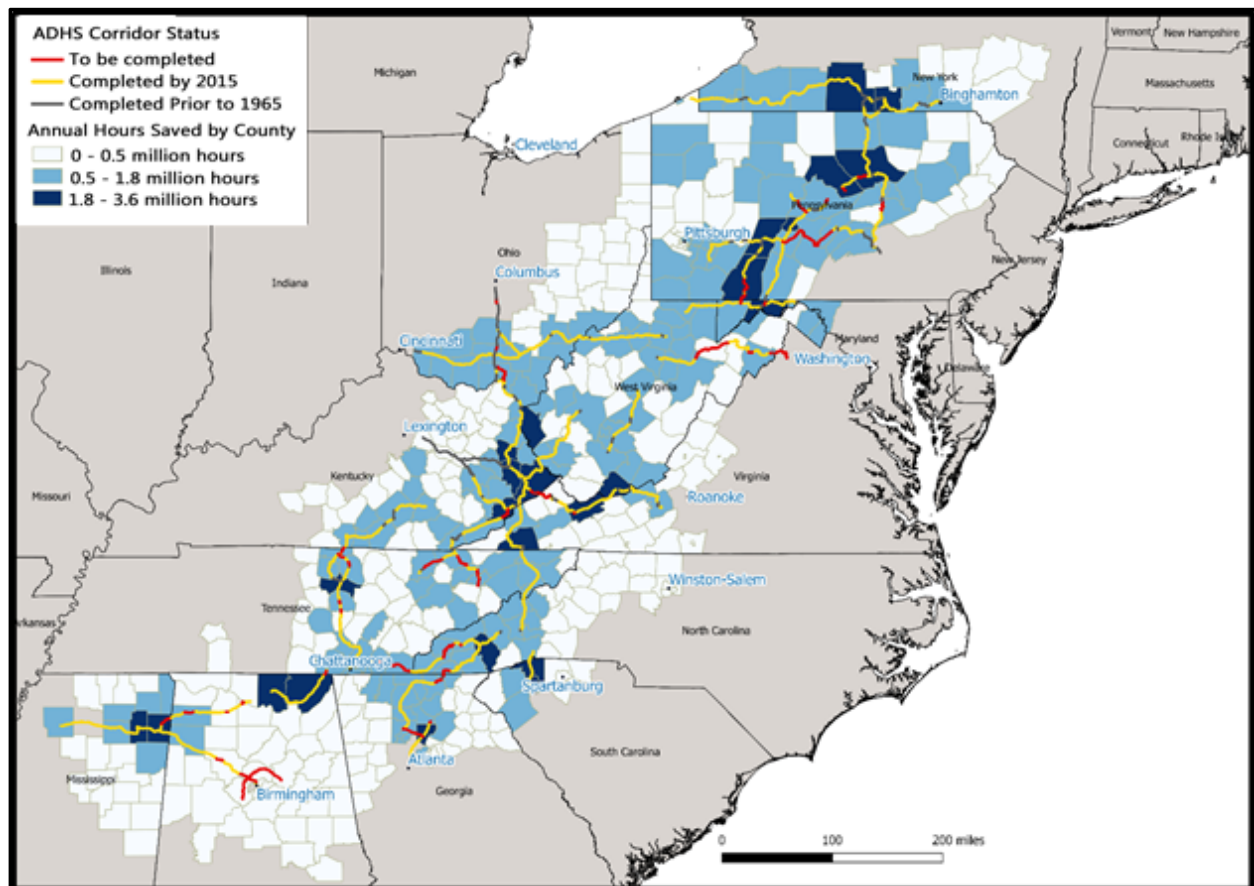 ADHS Corridor Status
To be completed
Completed by 2015
Completed Prior to 1965
Annual Hours Saved by County
0 - 0.5 million hours
0.5 - 1.8 million hours
1.8 - 3.6 million hours
Vermont
New Hampshire
Michigan
New York
Massachusetts
Binghamton
Connecticut
Rhode Isl
Cleveland
Pennsylvania
Pittsburgh
Ohio
New Jersey
Columbus
Illinois
Indiana
Cincinnati
Maryland
Washington
Delaware
West Virginia
Lexington
Kentucky
Virginia
Missouri
Roanoke
Winston-Salem
Tennessee
Arkansas
North Carolina
Chattanooga
Spartanburg
South Carolina
Atlanta
Mississippi
Birmingham
Georgia
0 100 200 miles